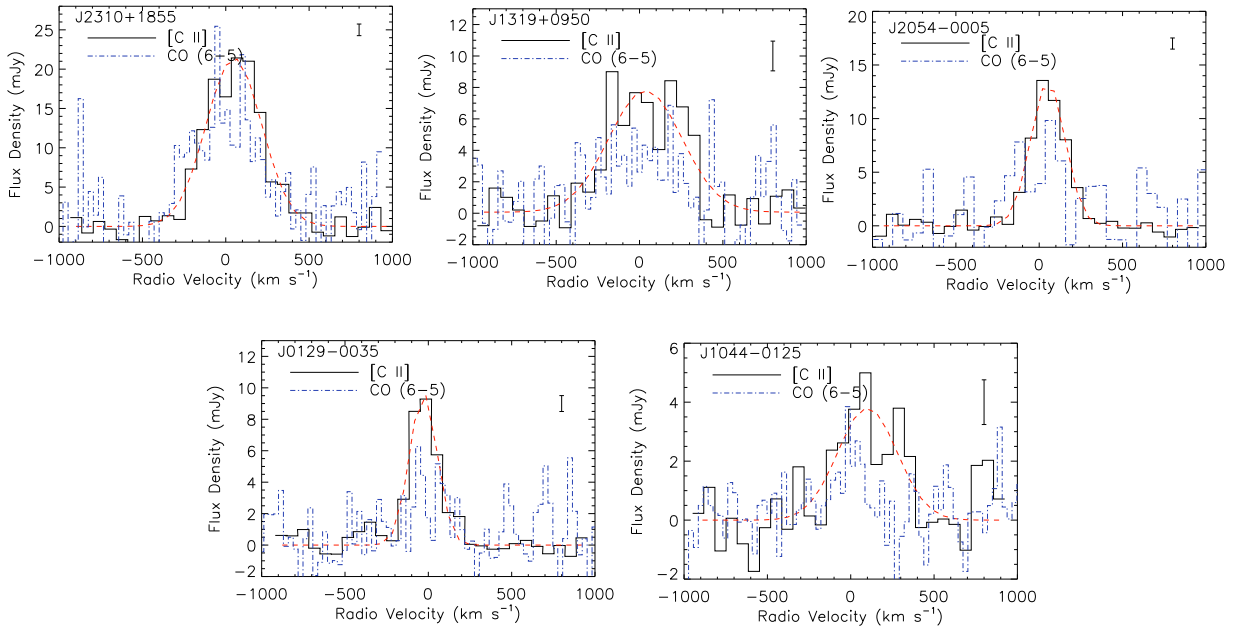 J2310+1855
[C II]
CO (6-5)
25
20
15
10
5
0
Flux Density (mJy)
-1000 -500 0 500 1000
Radio Velocity (km s⁻¹)
J1319+0950
[C II]
CO (6-5)
12
10
8
6
4
2
0
-2
Flux Density (mJy)
-1000 -500 0 500 1000
Radio Velocity (km s⁻¹)
J2054-0005
[C II]
CO (6-5)
20
15
10
5
0
Flux Density (mJy)
-1000 -500 0 500 1000
Radio Velocity (km s⁻¹)
J0129-0035
[C II]
CO (6-5)
12
10
8
6
4
2
0
-2
Flux Density (mJy)
-1000 -500 0 500 1000
Radio Velocity (km s⁻¹)
J1044-0125
[C II]
CO (6-5)
6
4
2
0
-2
Flux Density (mJy)
-1000 -500 0 500 1000
Radio Velocity (km s⁻¹)